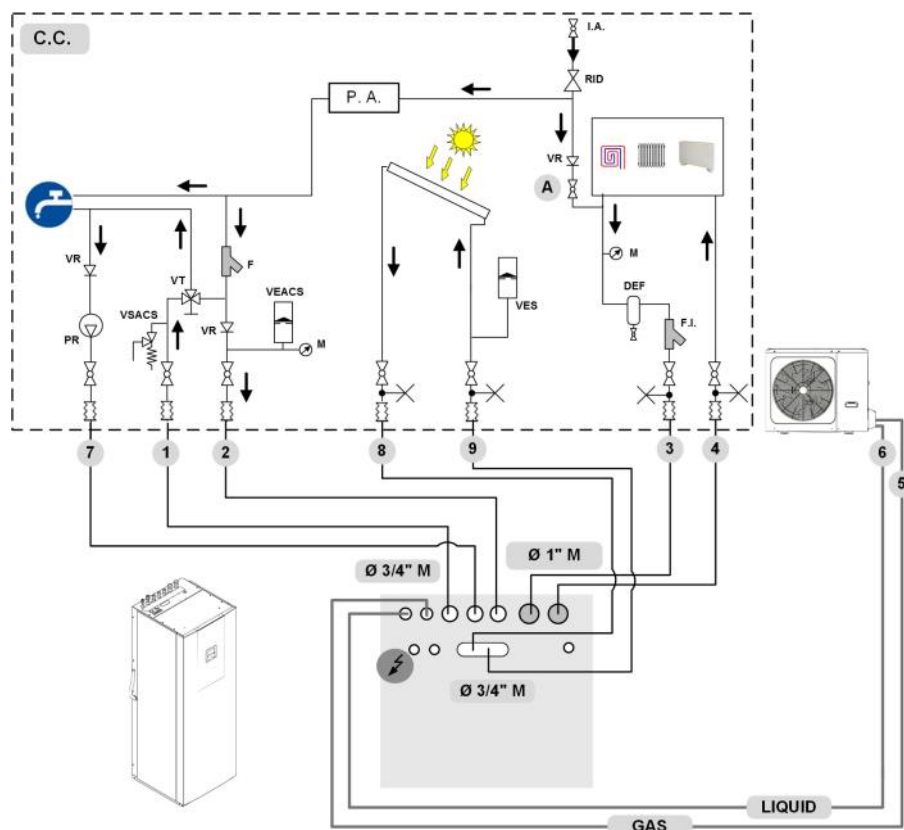 C.C.
I.A.
RID
P. A.
VR
A
M
F
VR
VT
VEACS
VSACS
VES
DEF
VR
M
F.I.
PR
7
1
2
8
9
3
4
6
5
Ø 3/4" M
Ø 1" M
Ø 3/4" M
LIQUID
GAS